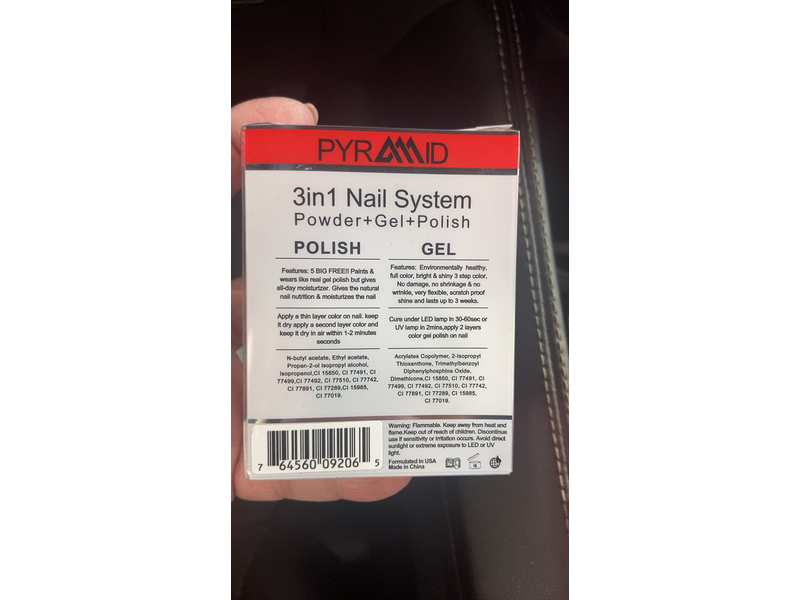 PYRAMID
3in1 Nail System
Powder+Gel+Polish
POLISH
Features: 5 BIG FREE!! Paints &
wears like real gel polish but gives
all-day moisturizer. Gives the natural
nail nutrition & moisturizes the nail
Apply a thin layer color on nail. keep
it dry apply a second layer color and
keep it dry in air within 1-2 minutes
seconds
N-butyl acetate, Ethyl acetate,
Propan-2-ol isopropyl alcohol,
isopropanol,CI 15850, CI 77491, CI
77499,CI 77492, CI 77510, CI 77742,
CI 77891, CI 77289,CI 15985,
CI 77019.
GEL
Features: Environmentally healthy,
full color, bright & shiny 3 step color,
No damage, no shrinkage & no
wrinkle, very flexible, scratch proof
shine and lasts up to 3 weeks.
Cure under LED lamp in 30-60sec or
UV lamp in 2mins,apply 2 layers
color gel polish on nail
Acrylates Copolymer, 2-Isopropyl
Thioxanthone, Trimethylbenzoyl
Diphenylphosphine Oxide,
Dimethicone,CI 15850, CI 77491, CI
77499, CI 77492, CI 77510, CI 77742,
CI 77891, CI 77289, CI 15985,
CI 77019.
7 64560 09206 5
Warning: Flammable. Keep away from heat and
flame.Keep out of reach of children. Discontinue
use if sensitivity or irritation occurs. Avoid direct
sunlight or extreme exposure to LED or UV
light.
Formulated in USA
Made in China